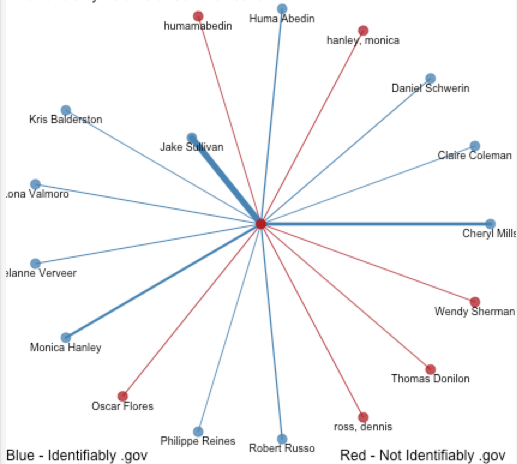 humamabedin
Huma Abedin
hanley, monica
Daniel Schwerin
Kris Balderston
Jake Sullivan
Claire Coleman
ona Valmoro
Cheryl Mills
elanne Verveer
Wendy Sherman
Monica Hanley
Thomas Donilon
Oscar Flores
ross, dennis
Philippe Reines
Robert Russo
Blue - Identifiably .gov
Red - Not Identifiably .gov